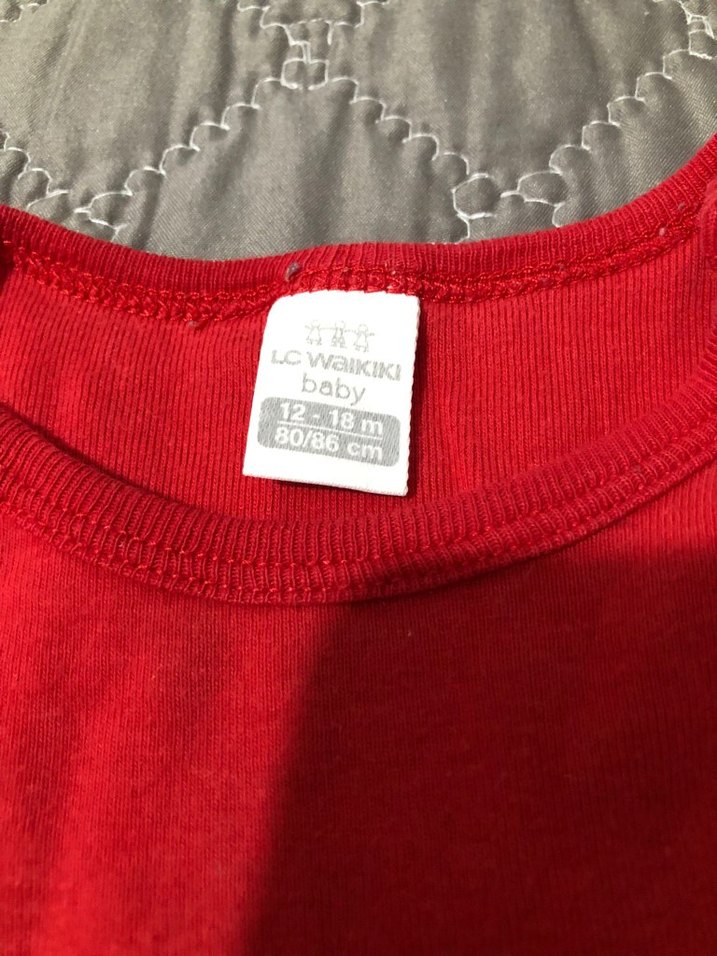 LC WAIKIKI
baby
12 - 18 m
80/86 cm